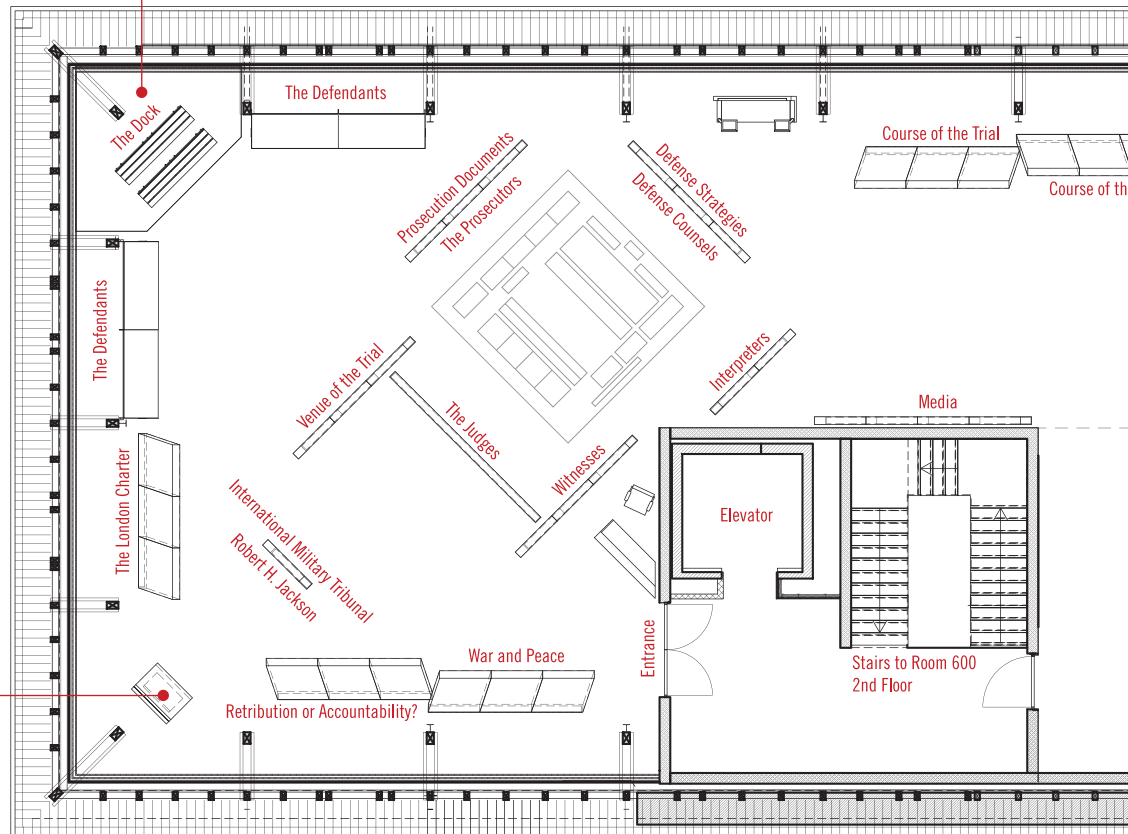 The Defendants
The Dock
Prosecution Documents
The Prosecutors
Defense Strategies
Defense Counsels
Course of the Trial
Course of th
The Defendants
Venue of the Trial
The Judges
Interpreters
Media
Witnesses
The London Charter
International Military Tribunal
Robert H. Jackson
Elevator
Entrance
War and Peace
Retribution or Accountability?
Stairs to Room 600
2nd Floor